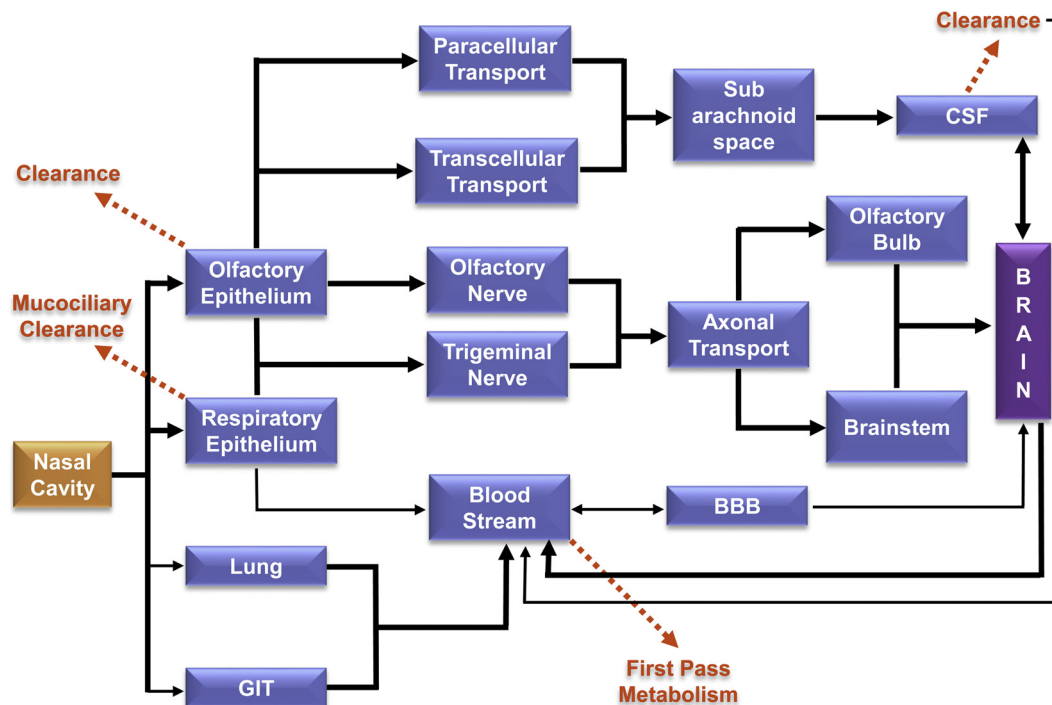 Clearance
Paracellular
Transport
Sub
arachnoid
space
CSF
Transcellular
Transport
Clearance
Olfactory
Bulb
Olfactory
Epithelium
Olfactory
Nerve
B
R
A
I
N
Mucociliary
Clearance
Trigeminal
Nerve
Axonal
Transport
Respiratory
Epithelium
Brainstem
Nasal
Cavity
Blood
Stream
BBB
Lung
GIT
First Pass
Metabolism